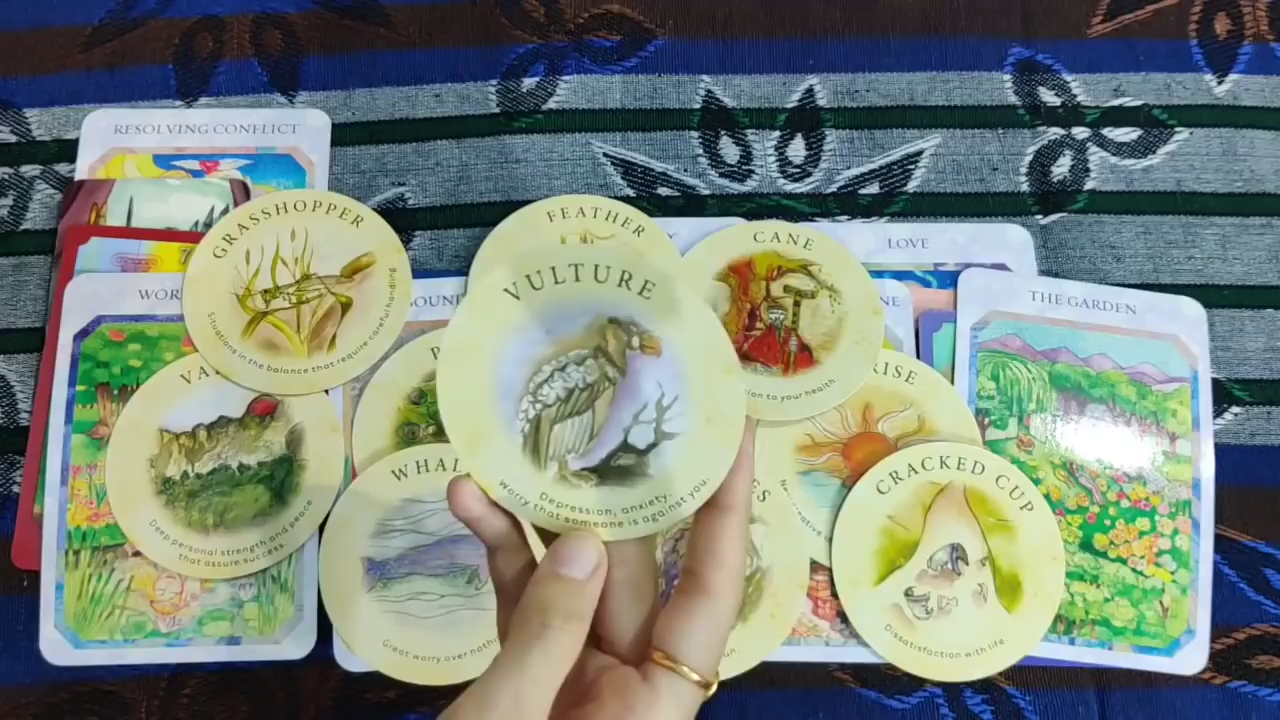 RESOLVING CONFLICT
GRASSHOPPER
Situations in the balance that require careful handling.
FEATHER
VULTURE
Depression, anxiety.
Worry that someone is against you.
CANE
to your health.
LOVE
THE GARDEN
Deep personal strength and peace
that assure success.
Great worry over
CRACKED CUP
Dissatisfaction with life.